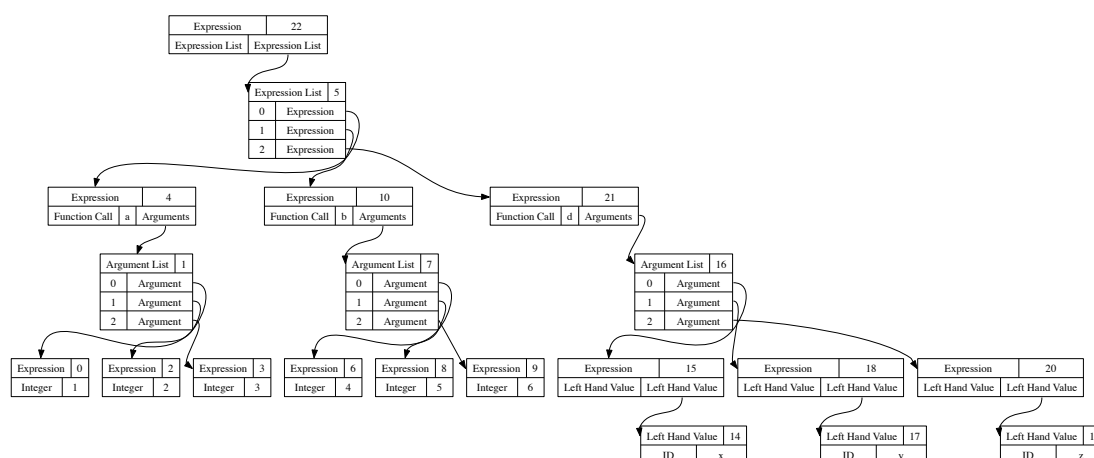 Expression 22
Expression List Expression List
Expression List 5
0 Expression
1 Expression
2 Expression
Expression 4
Function Call a Arguments
Expression 10
Function Call b Arguments
Expression 21
Function Call d Arguments
Argument List 1
0 Argument
1 Argument
2 Argument
Argument List 7
0 Argument
1 Argument
2 Argument
Argument List 16
0 Argument
1 Argument
2 Argument
Expression 0
Integer 1
Expression 2
Integer 2
Expression 3
Integer 3
Expression 6
Integer 4
Expression 8
Integer 5
Expression 9
Integer 6
Expression 15
Left Hand Value Left Hand Value
Expression 18
Left Hand Value Left Hand Value
Expression 20
Left Hand Value Left Hand Value
Left Hand Value 14
ID x
Left Hand Value 17
ID y
Left Hand Value
ID z